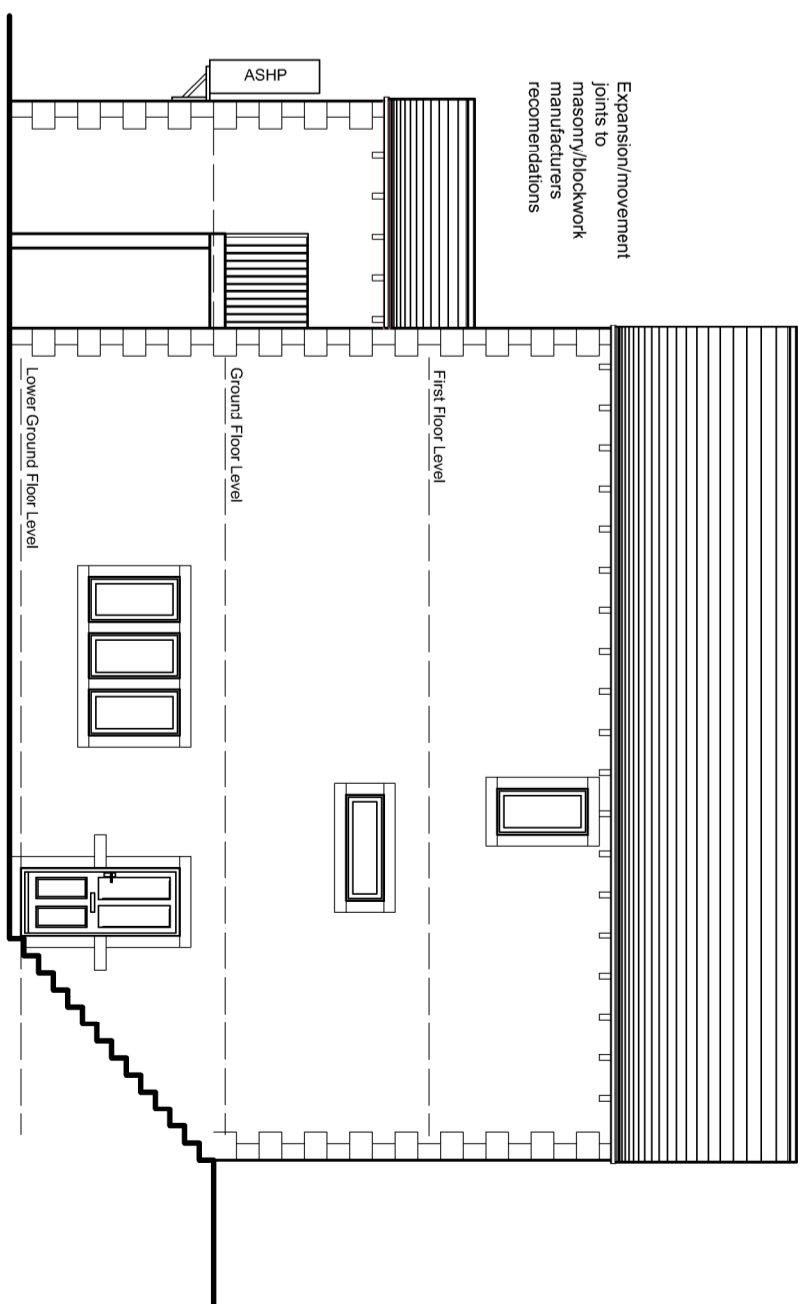 Expansion/movement
joints to
masonry/blockwork
manufacturers
recomendations
ASHP
First Floor Level
Ground Floor Level
Lower Ground Floor Level